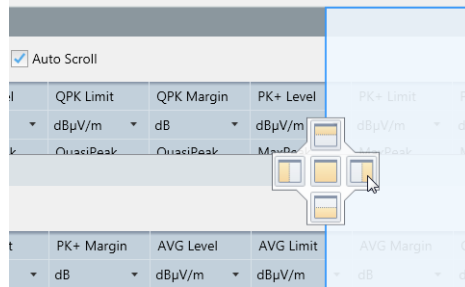 Auto Scroll
QPK Limit QPK Margin PK+ Level PK+ Limit
dBµV/m dB dBµV/m dBµV/m
QuasiPeak QuasiPeak MaxPeak MaxPeak
PK+ Margin AVG Level AVG Limit AVG Margin
dB dBµV/m dBµV/m dB